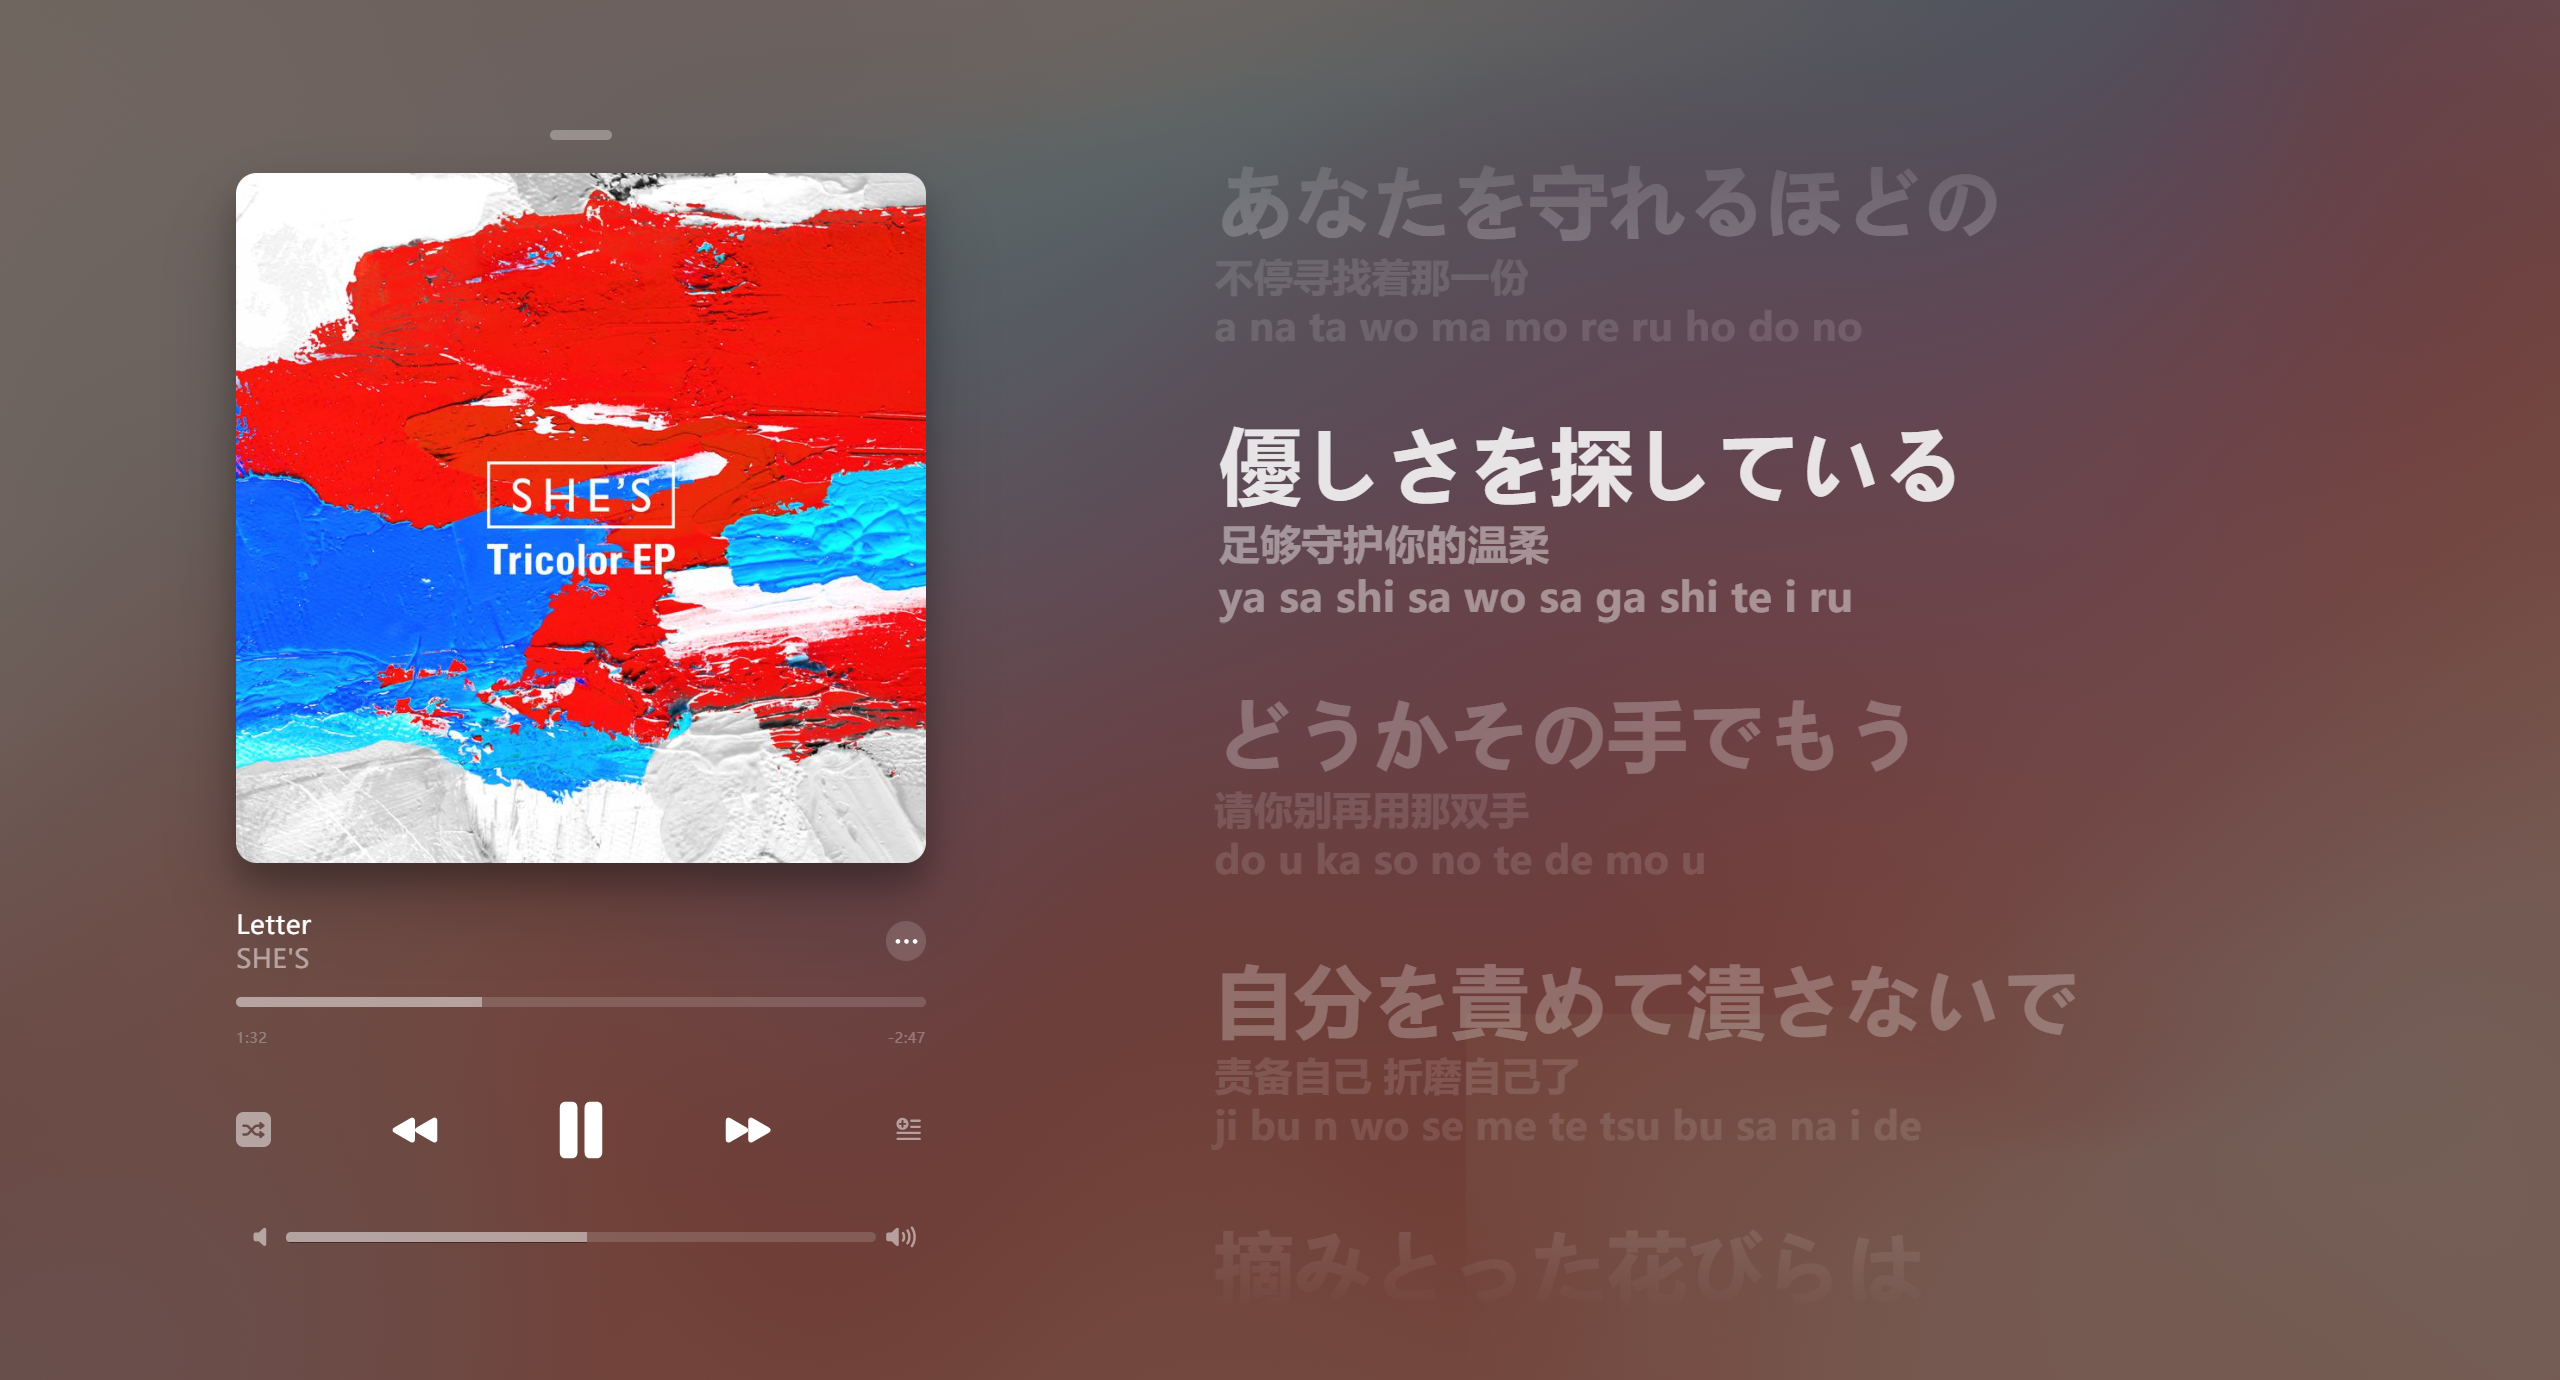 SHE'S
Tricolor EP
Letter
SHE'S
1:32
-2:47
あなたを守れるほどの
不停寻找着那一份
a na ta wo ma mo re ru ho do no
優しさを探している
足够守护你的温柔
ya sa shi sa wo sa ga shi te i ru
どうかその手でもう
请你别再用那双手
do u ka so no te de mo u
自分を責めて潰さないで
责备自己 折磨自己了
ji bu n wo se me te tsu bu sa na i de
摘みとった花びらは